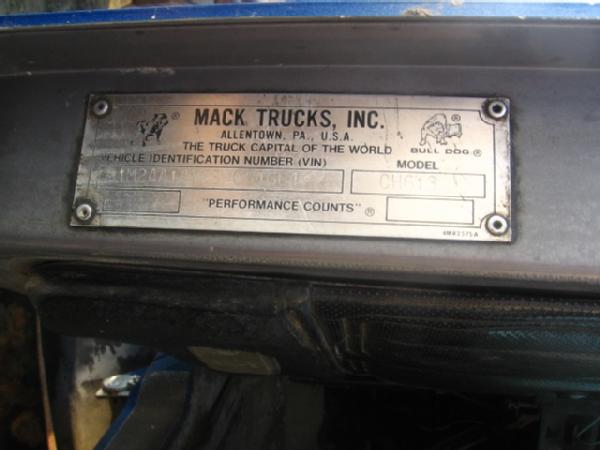 MACK TRUCKS, INC.
ALLENTOWN, PA., U.S.A.
THE TRUCK CAPITAL OF THE WORLD
BULL DOG ®
VEHICLE IDENTIFICATION NUMBER (VIN)
MODEL
CH613
"PERFORMANCE COUNTS" ®